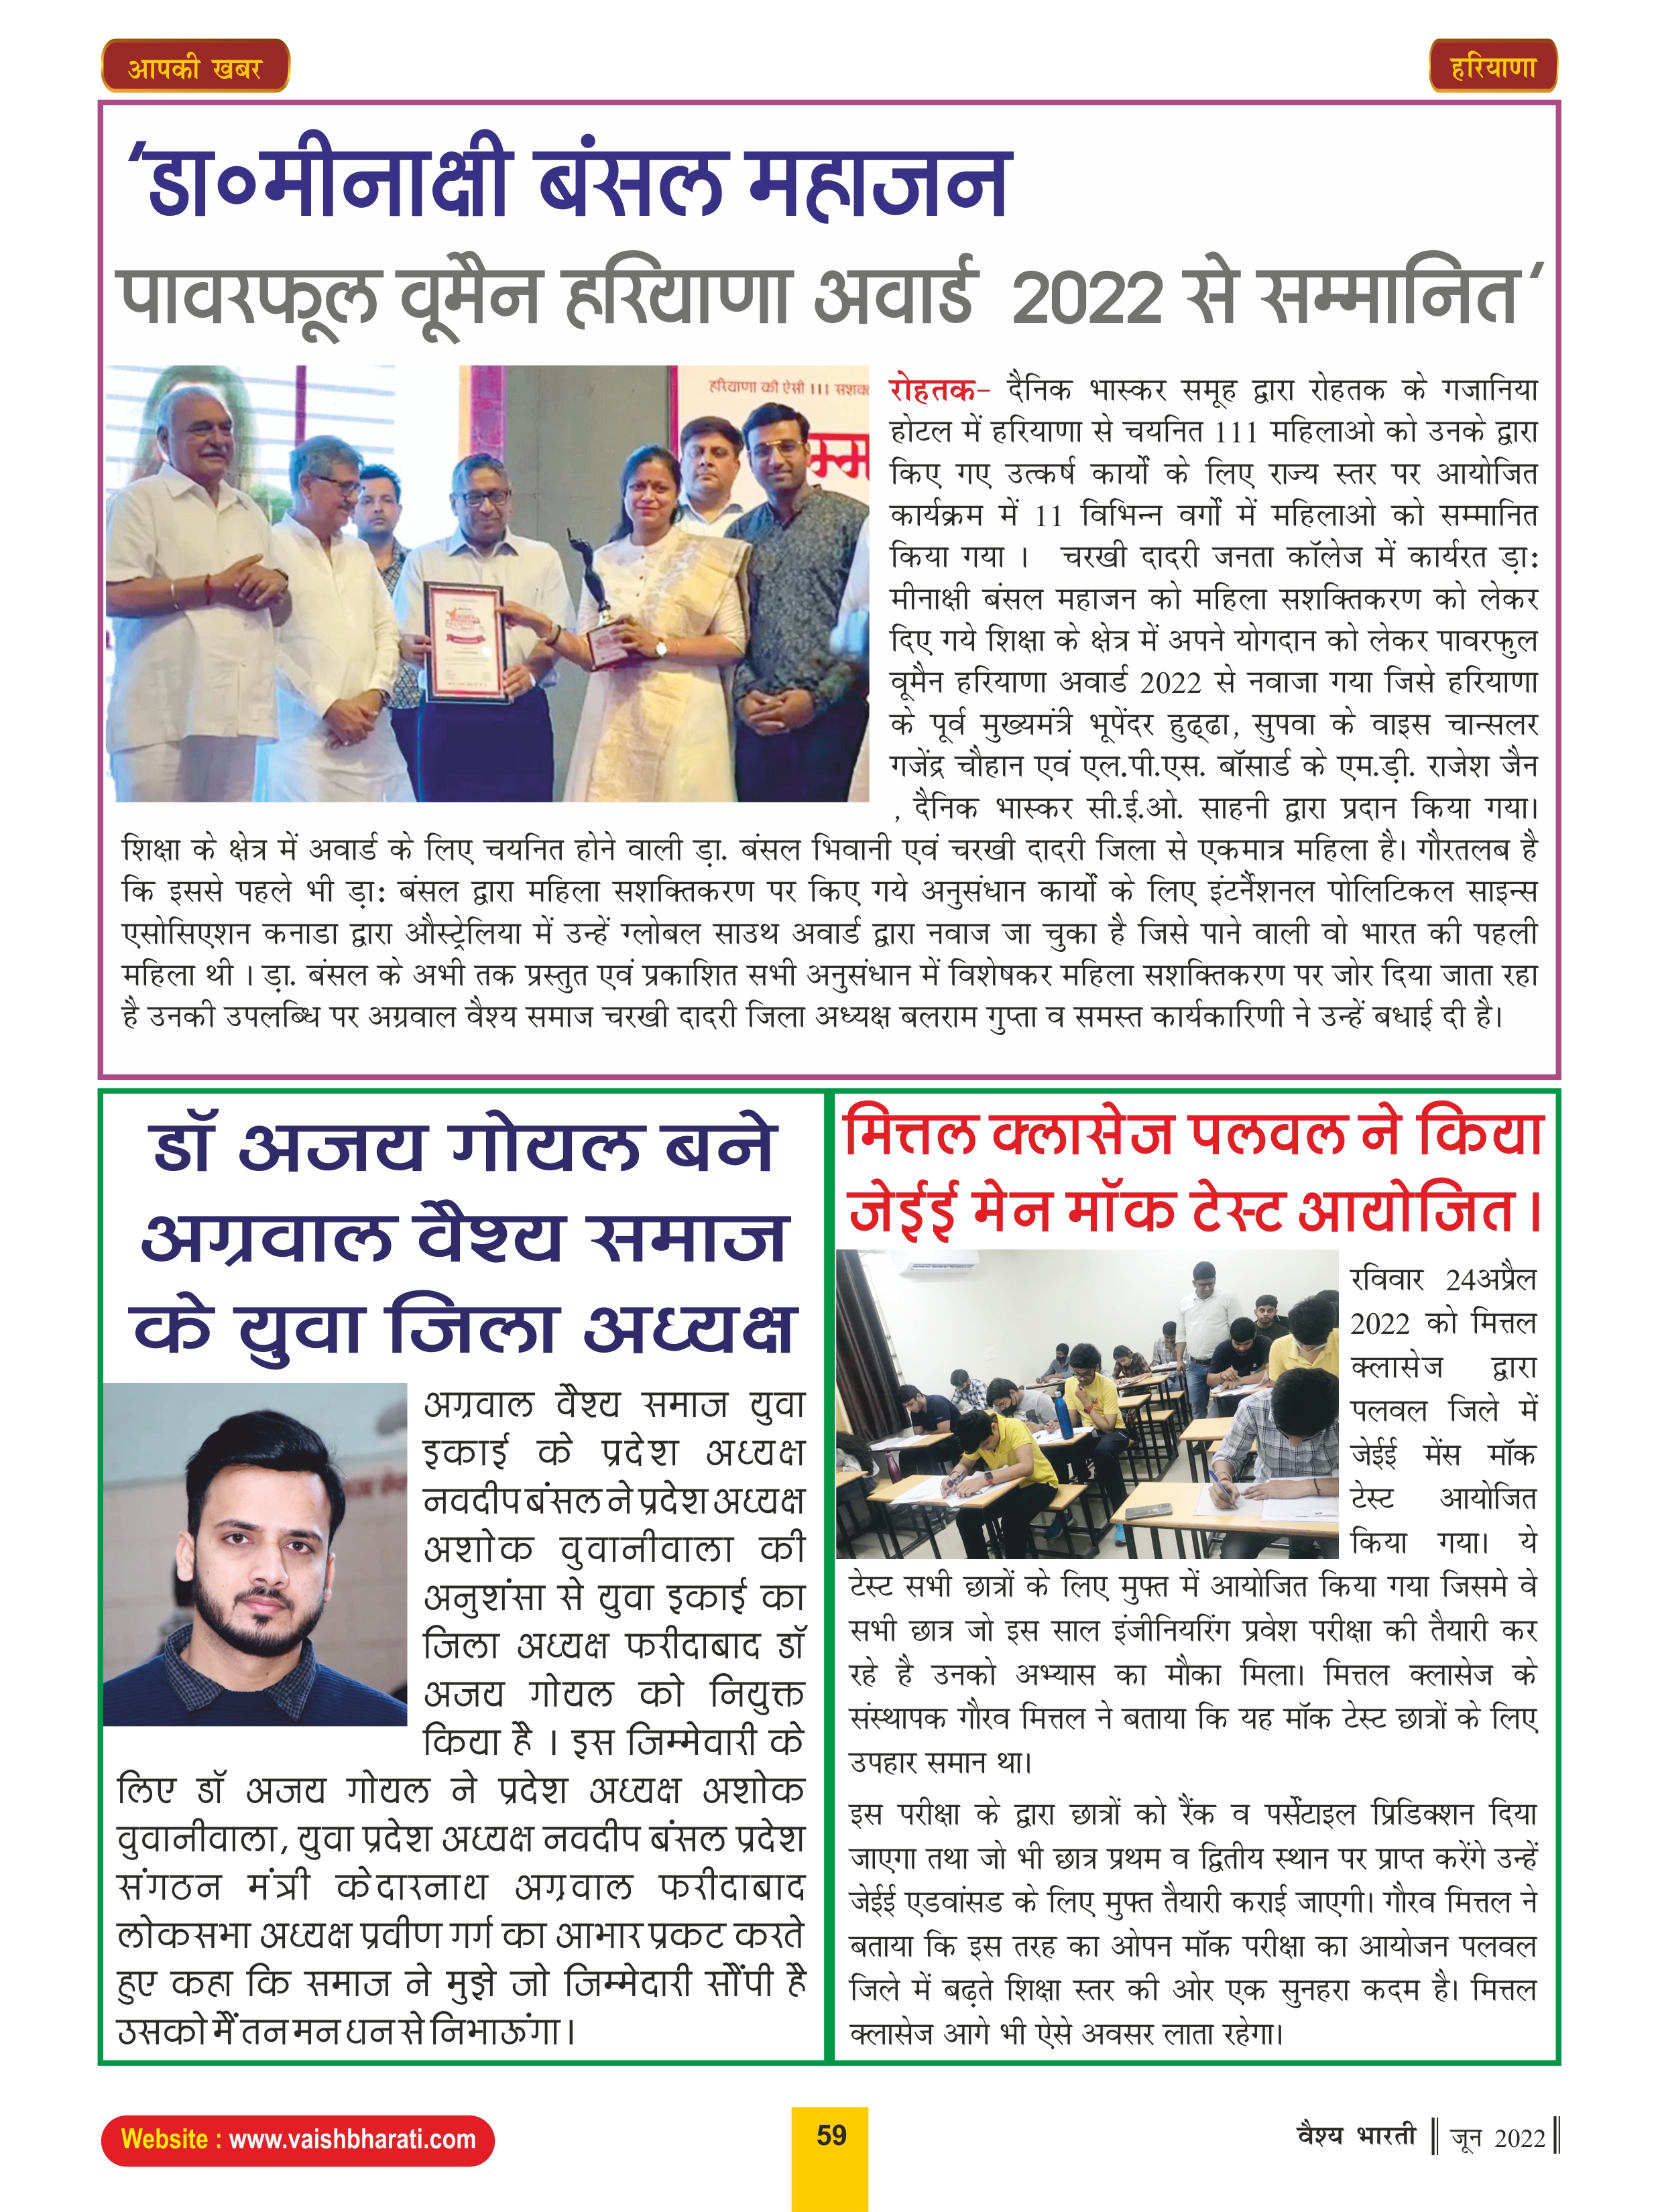 आपकी खबर
हरियाणा
‘डा०मीनाक्षी बंसल महाजन
पावरफूल वूमैन हरियाणा अवार्ड 2022 से सम्मानित’
हरियाणा की ऐसी 111 सशक्त
रोहतक– दैनिक भास्कर समूह द्वारा रोहतक के गजानिया
होटल में हरियाणा से चयनित 111 महिलाओ को उनके द्वारा
किए गए उत्कर्ष कार्यों के लिए राज्य स्तर पर आयोजित
कार्यक्रम में 11 विभिन्न वर्गों में महिलाओ को सम्मानित
किया गया । चरखी दादरी जनता कॉलेज में कार्यरत ड़ा:
मीनाक्षी बंसल महाजन को महिला सशक्तिकरण को लेकर
दिए गये शिक्षा के क्षेत्र में अपने योगदान को लेकर पावरफुल
वूमैन हरियाणा अवार्ड 2022 से नवाजा गया जिसे हरियाणा
के पूर्व मुख्यमंत्री भूपेंदर हुढ्ढा, सुपवा के वाइस चान्सलर
गजेंद्र चौहान एवं एल.पी.एस. बॉसार्ड के एम.ड़ी. राजेश जैन
, दैनिक भास्कर सी.ई.ओ. साहनी द्वारा प्रदान किया गया।
शिक्षा के क्षेत्र में अवार्ड के लिए चयनित होने वाली ड़ा. बंसल भिवानी एवं चरखी दादरी जिला से एकमात्र महिला है। गौरतलब है
कि इससे पहले भी ड़ा: बंसल द्वारा महिला सशक्तिकरण पर किए गये अनुसंधान कार्यों के लिए इंटर्नैशनल पोलिटिकल साइन्स
एसोसिएशन कनाडा द्वारा औस्ट्रेलिया में उन्हें ग्लोबल साउथ अवार्ड द्वारा नवाज जा चुका है जिसे पाने वाली वो भारत की पहली
महिला थी । ड़ा. बंसल के अभी तक प्रस्तुत एवं प्रकाशित सभी अनुसंधान में विशेषकर महिला सशक्तिकरण पर जोर दिया जाता रहा
है उनकी उपलब्धि पर अग्रवाल वैश्य समाज चरखी दादरी जिला अध्यक्ष बलराम गुप्ता व समस्त कार्यकारिणी ने उन्हें बधाई दी है।
डॉ अजय गोयल बने
अग्रवाल वैश्य समाज
के युवा जिला अध्यक्ष
अग्रवाल वैश्य समाज युवा
इकाई के प्रदेश अध्यक्ष
नवदीप बंसल ने प्रदेश अध्यक्ष
अशोक वुवानीवाला की
अनुशंसा से युवा इकाई का
जिला अध्यक्ष फरीदाबाद डॉ
अजय गोयल को नियुक्त
किया है । इस जिम्मेवारी के
लिए डॉ अजय गोयल ने प्रदेश अध्यक्ष अशोक
वुवानीवाला, युवा प्रदेश अध्यक्ष नवदीप बंसल प्रदेश
संगठन मंत्री केदारनाथ अग्रवाल फरीदाबाद
लोकसभा अध्यक्ष प्रवीण गर्ग का आभार प्रकट करते
हुए कहा कि समाज ने मुझे जो जिम्मेदारी सौंपी है
उसको मैं तन मन धन से निभाऊंगा।
मित्तल क्लासेज पलवल ने किया
जेईई मेन मॉक टेस्ट आयोजित।
रविवार 24अप्रैल
2022 को मित्तल
क्लासेज द्वारा
पलवल जिले में
जेईई मेंस मॉक
टेस्ट आयोजित
किया गया। ये
टेस्ट सभी छात्रों के लिए मुफ्त में आयोजित किया गया जिसमे वे
सभी छात्र जो इस साल इंजीनियरिंग प्रवेश परीक्षा की तैयारी कर
रहे है उनको अभ्यास का मौका मिला। मित्तल क्लासेज के
संस्थापक गौरव मित्तल ने बताया कि यह मॉक टेस्ट छात्रों के लिए
उपहार समान था।
इस परीक्षा के द्वारा छात्रों को रैंक व पर्सेंटाइल प्रिडिक्शन दिया
जाएगा तथा जो भी छात्र प्रथम व द्वितीय स्थान पर प्राप्त करेंगे उन्हें
जेईई एडवांसड के लिए मुफ्त तैयारी कराई जाएगी। गौरव मित्तल ने
बताया कि इस तरह का ओपन मॉक परीक्षा का आयोजन पलवल
जिले में बढ़ते शिक्षा स्तर की ओर एक सुनहरा कदम है। मित्तल
क्लासेज आगे भी ऐसे अवसर लाता रहेगा।
Website : www.vaishbharati.com
59
वैश्य भारती || जून 2022||